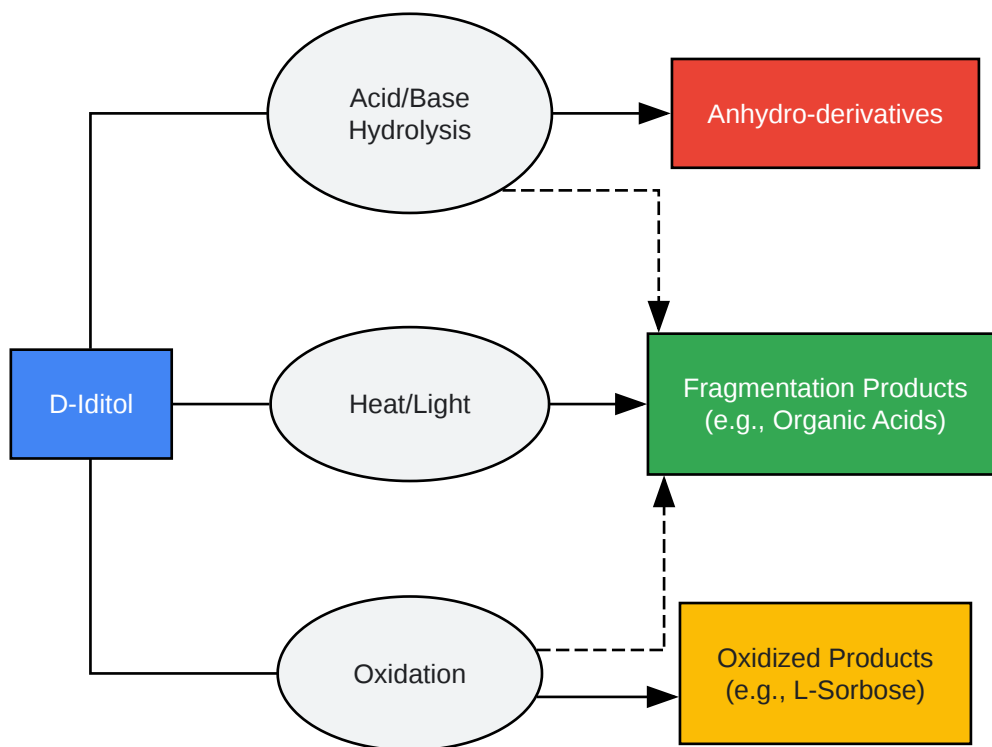 Acid/Base
Hydrolysis
Anhydro-derivatives
D-Iditol
Heat/Light
Fragmentation Products
(e.g., Organic Acids)
Oxidation
Oxidized Products
(e.g., L-Sorbose)